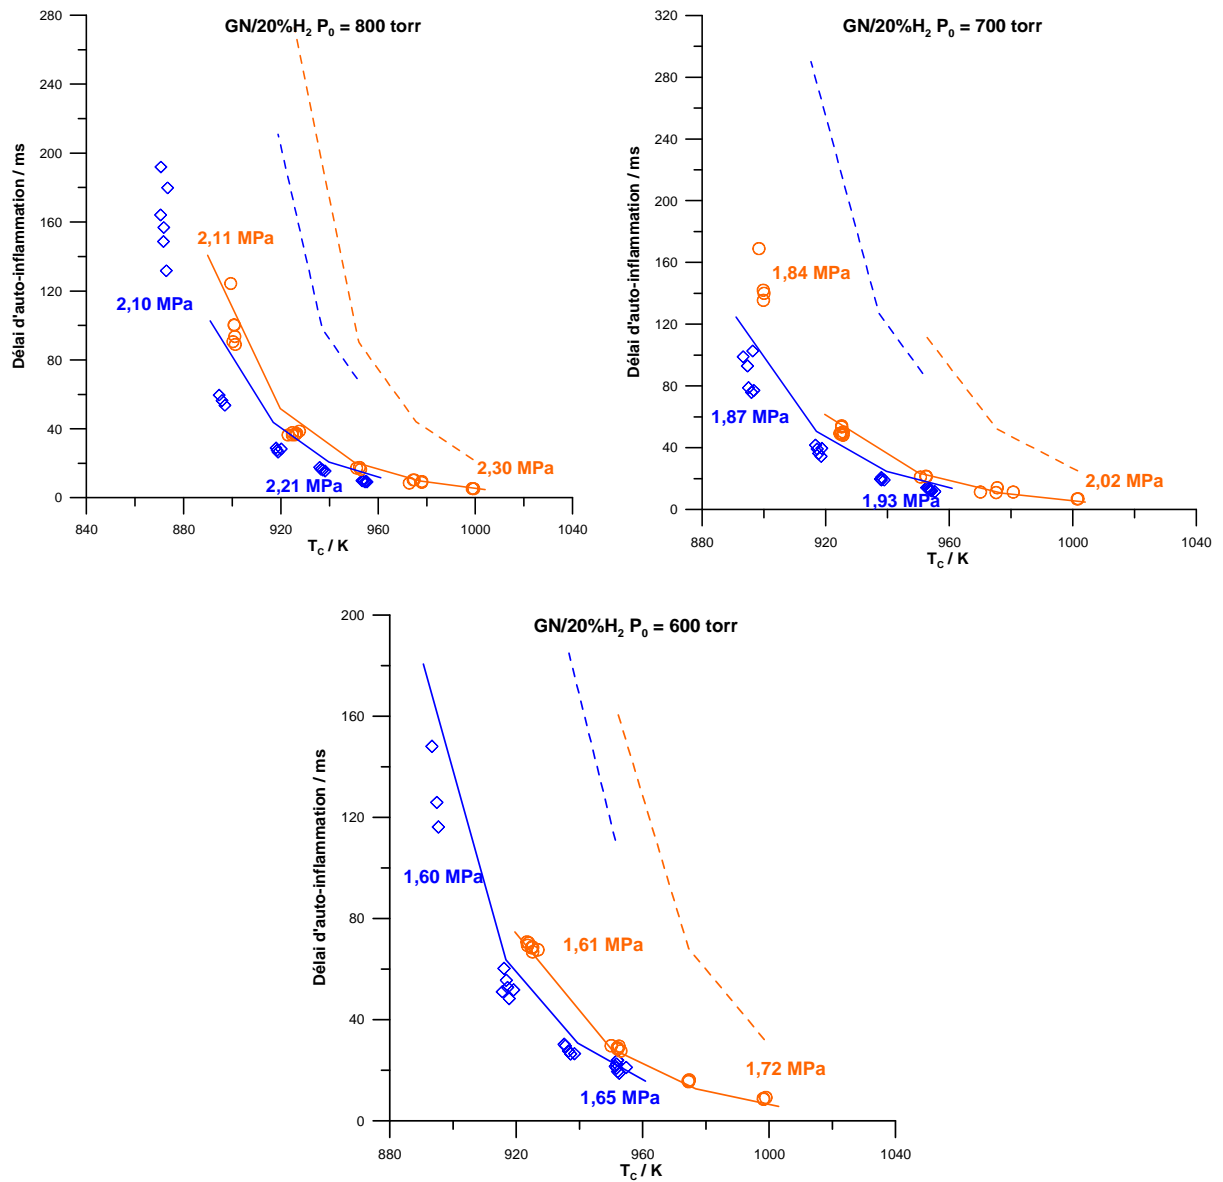 GN/20%H₂ P₀ = 800 torr
280
240
200
160
120
80
40
0
Délai d'auto-inflammation / ms
2,11 MPa
2,10 MPa
2,30 MPa
2,21 MPa
840
880
920
960
1000
1040
T_C / K
GN/20%H₂ P₀ = 700 torr
320
280
240
200
160
120
80
40
0
Délai d'auto-inflammation / ms
1,84 MPa
1,87 MPa
2,02 MPa
1,93 MPa
880
920
960
1000
1040
T_C / K
GN/20%H₂ P₀ = 600 torr
200
160
120
80
40
0
Délai d'auto-inflammation / ms
1,60 MPa
1,61 MPa
1,72 MPa
1,65 MPa
880
920
960
1000
1040
T_C / K